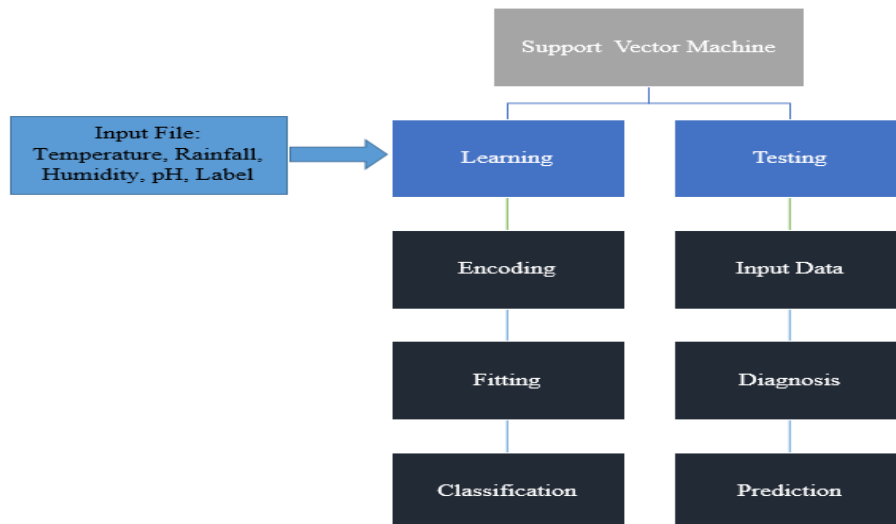 Support Vector Machine
Input File:
Temperature, Rainfall,
Humidity, pH, Label
Learning
Testing
Encoding
Input Data
Fitting
Diagnosis
Classification
Prediction